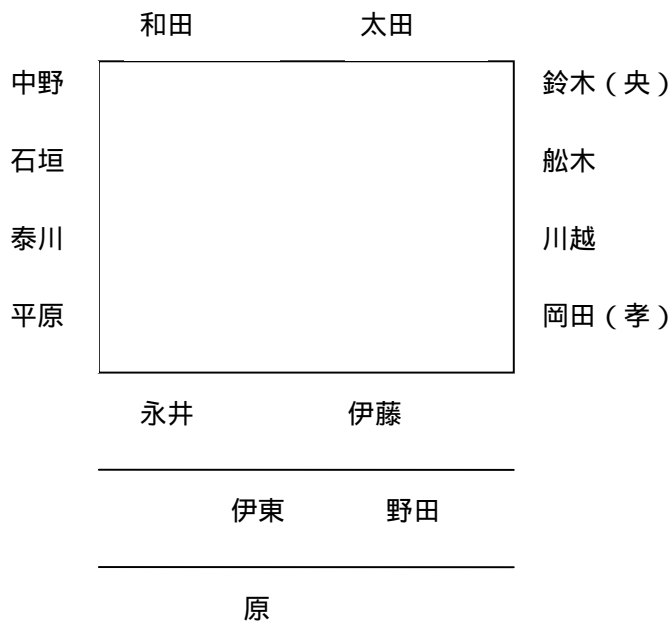 和田 太田
中野 鈴木（央）
石垣 舩木
泰川 川越
平原 岡田（孝）
永井 伊藤
伊東 野田
原